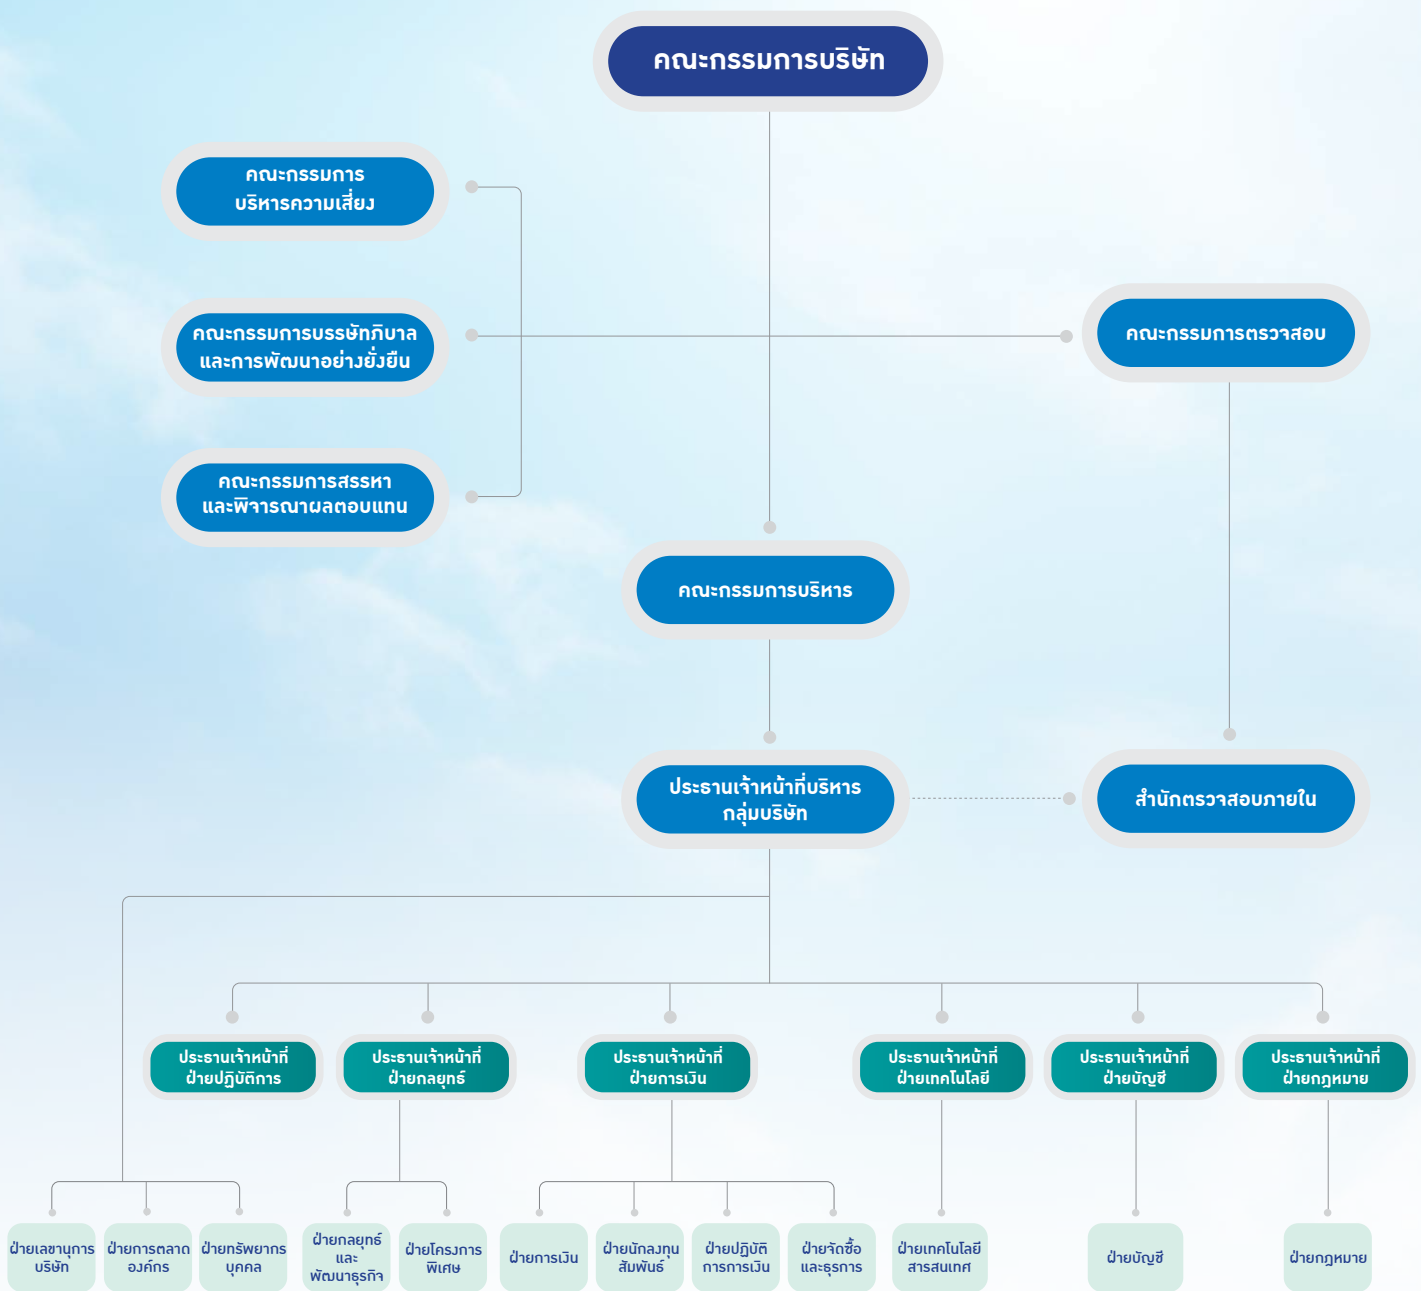 คณะกรรมการบริษัท
คณะกรรมการ
บริหารความเสี่ยง
คณะกรรมการบรรษัทภิบาล
และการพัฒนาอย่างยั่งยืน
คณะกรรมการตรวจสอบ
คณะกรรมการสรรหา
และพิจารณาผลตอบแทน
คณะกรรมการบริหาร
ประธานเจ้าหน้าที่บริหาร
กลุ่มบริษัท
สำนักตรวจสอบภายใน
ประธานเจ้าหน้าที่
ฝ่ายปฏิบัติการ
ประธานเจ้าหน้าที่
ฝ่ายกลยุทธ์
ประธานเจ้าหน้าที่
ฝ่ายการเงิน
ประธานเจ้าหน้าที่
ฝ่ายเทคโนโลยี
ประธานเจ้าหน้าที่
ฝ่ายบัญชี
ประธานเจ้าหน้าที่
ฝ่ายกฎหมาย
ฝ่ายเลขานุการ
บริษัท
ฝ่ายการตลาด
องค์กร
ฝ่ายทรัพยากร
บุคคล
ฝ่ายกลยุทธ์
และ
พัฒนาธุรกิจ
ฝ่ายโครงการ
พิเศษ
ฝ่ายการเงิน
ฝ่ายนักลงทุน
สัมพันธ์
ฝ่ายปฏิบัติ
การการเงิน
ฝ่ายจัดซื้อ
และธุรการ
ฝ่ายเทคโนโลยี
สารสนเทศ
ฝ่ายบัญชี
ฝ่ายกฎหมาย